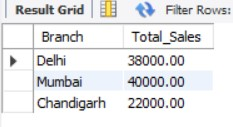 Result Grid Filter Rows:
Branch Total_Sales
Delhi 38000.00
Mumbai 40000.00
Chandigarh 22000.00